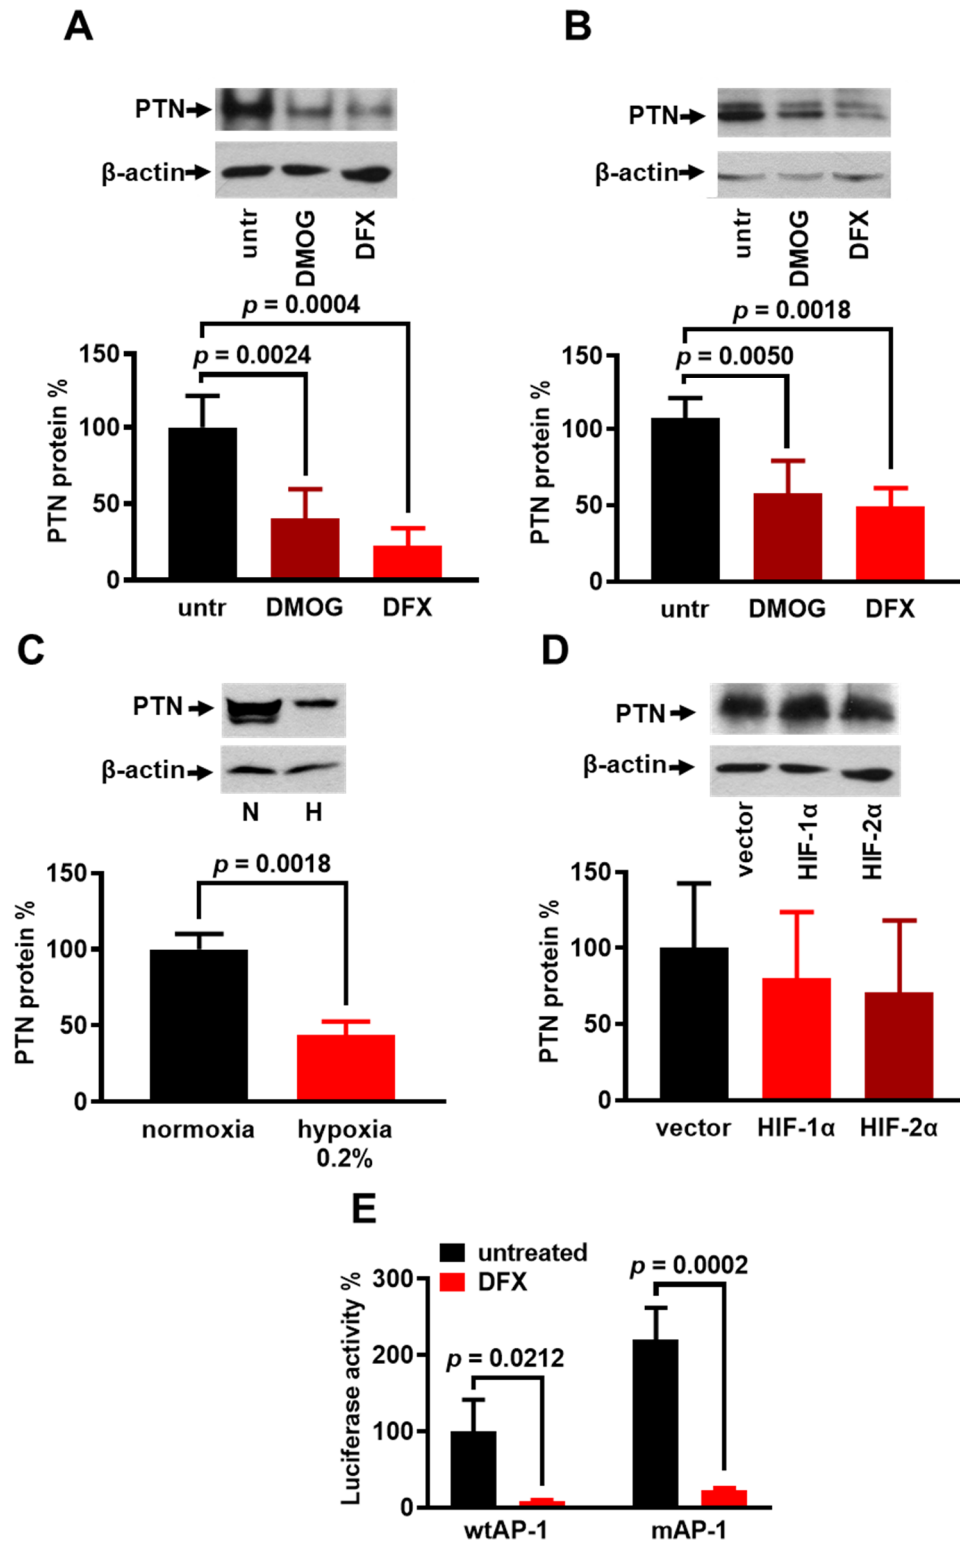 A
PTN
β-actin
untr
DMOG
DFX
p = 0.0004
p = 0.0024
150
100
50
0
PTN protein %
untr DMOG DFX
B
PTN
β-actin
untr
DMOG
DFX
p = 0.0018
p = 0.0050
150
100
50
0
PTN protein %
untr DMOG DFX
C
PTN
β-actin
N H
p = 0.0018
150
100
50
0
PTN protein %
normoxia hypoxia
0.2%
D
PTN
β-actin
vector
HIF-1α
HIF-2α
150
100
50
0
PTN protein %
vector HIF-1α HIF-2α
E
untreated
DFX
p = 0.0002
p = 0.0212
300
200
100
0
Luciferase activity %
wtAP-1 mAP-1